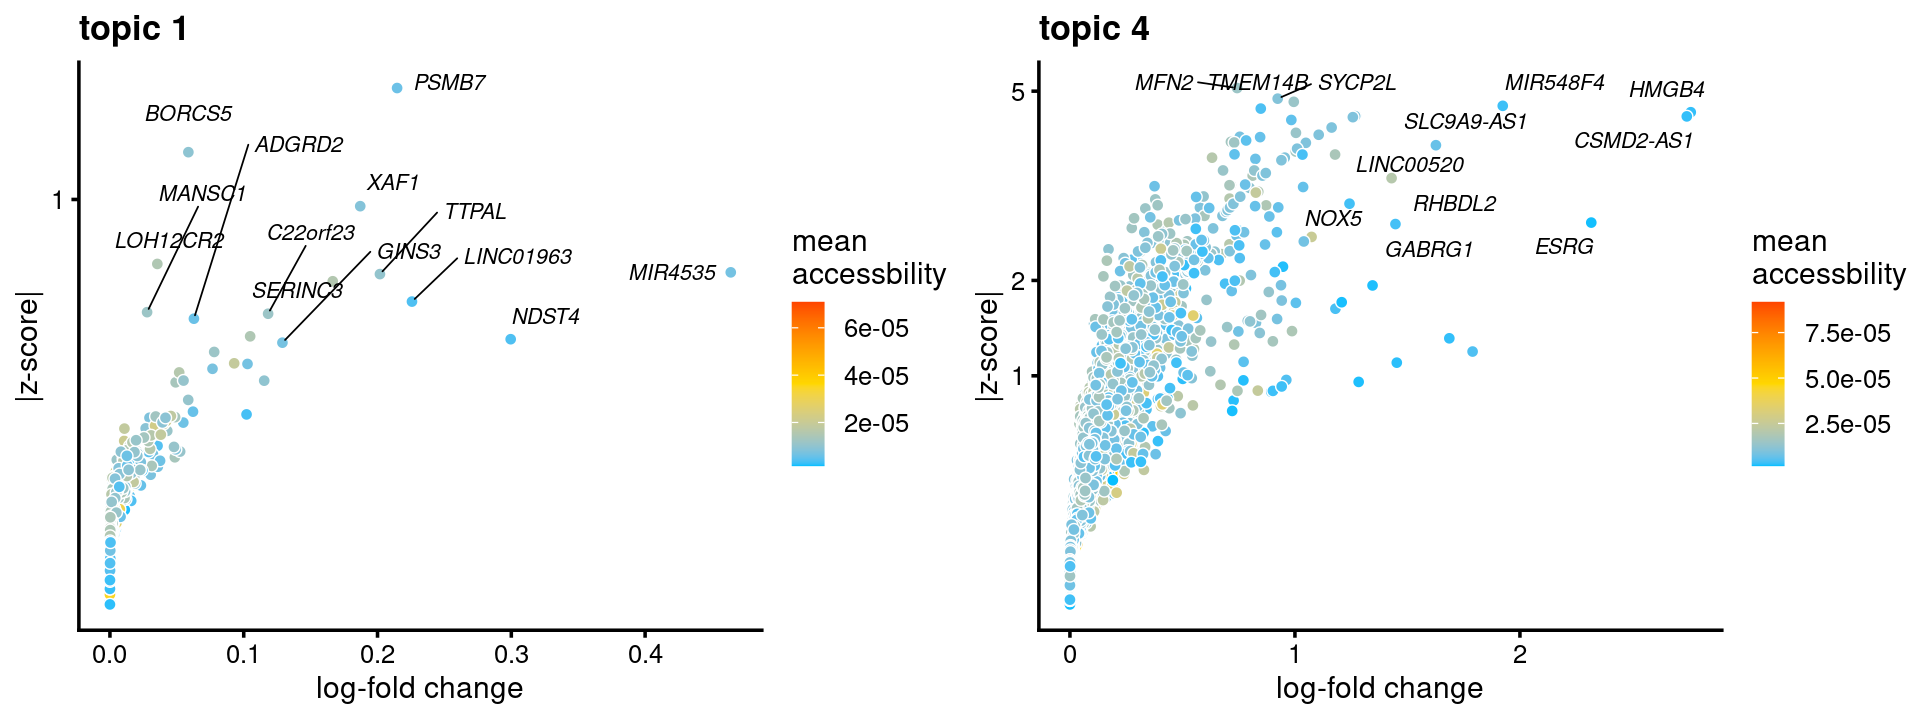 topic 1
PSMB7
BORCS5
ADGRD2
MANSC1
XAF1
TTPAL
LOH12CR2
C22orf23
GINS3
LINC01963
MIR4535
SERINC3
NDST4
1
|z-score|
0.0 0.1 0.2 0.3 0.4
log-fold change
mean
accessbility
6e-05
4e-05
2e-05
topic 4
MFN2 TMEM14B SYCP2L MIR548F4 HMGB4
SLC9A9-AS1
CSMD2-AS1
LINC00520
RHBDL2
NOX5
GABRG1
ESRG
5
2
1
|z-score|
0 1 2
log-fold change
mean
accessbility
7.5e-05
5.0e-05
2.5e-05